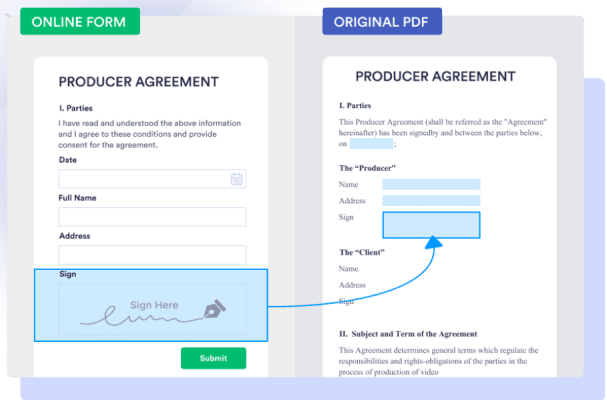 ONLINE FORM
PRODUCER AGREEMENT
I. Parties
I have read and understood the above information
and I agree to these conditions and provide
consent for the agreement.
Date
Full Name
Address
Sign
Sign Here
Submit
ORIGINAL PDF
PRODUCER AGREEMENT
I. Parties
This Producer Agreement (shall be referred as the "Agreement"
hereinafter) has been signedby and between the parties below,
on ;
The “Producer”
Name
Address
Sign
The “Client”
Name
Address
Sign
II. Subject and Term of the Agreement
This Agreement determines general terms which regulate the
responsibilities and rights-obligations of the parties in the
process of production of video